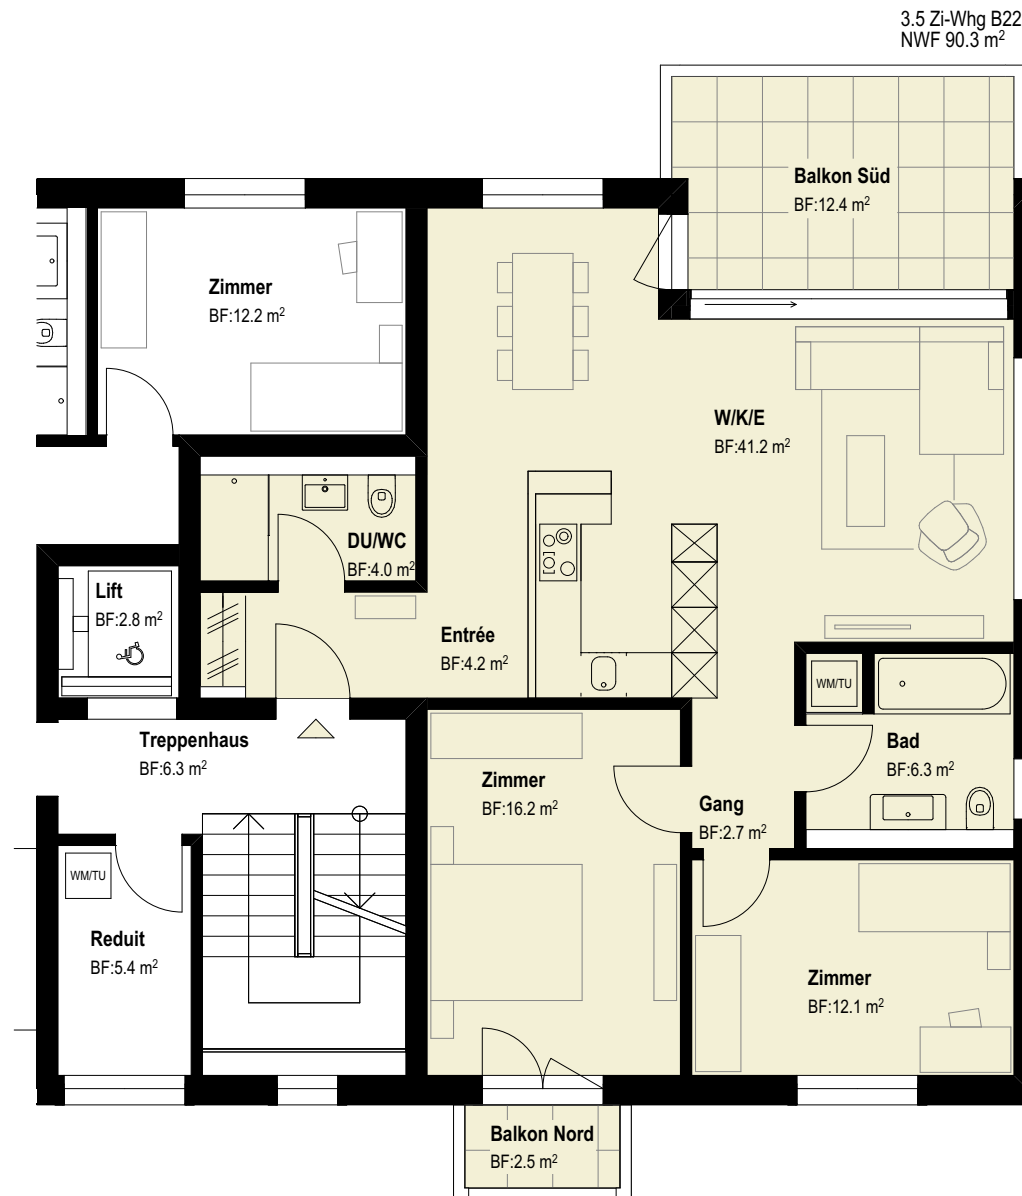 3.5 Zi-Whg B22
NWF 90.3 m²
Balkon Süd
BF:12.4 m²
Zimmer
BF:12.2 m²
W/K/E
BF:41.2 m²
DU/WC
BF:4.0 m²
Lift
BF:2.8 m²
Entrée
BF:4.2 m²
WM/TU
Treppenhaus
BF:6.3 m²
Bad
BF:6.3 m²
Zimmer
BF:16.2 m²
Gang
BF:2.7 m²
WM/TU
Reduit
BF:5.4 m²
Zimmer
BF:12.1 m²
Balkon Nord
BF:2.5 m²